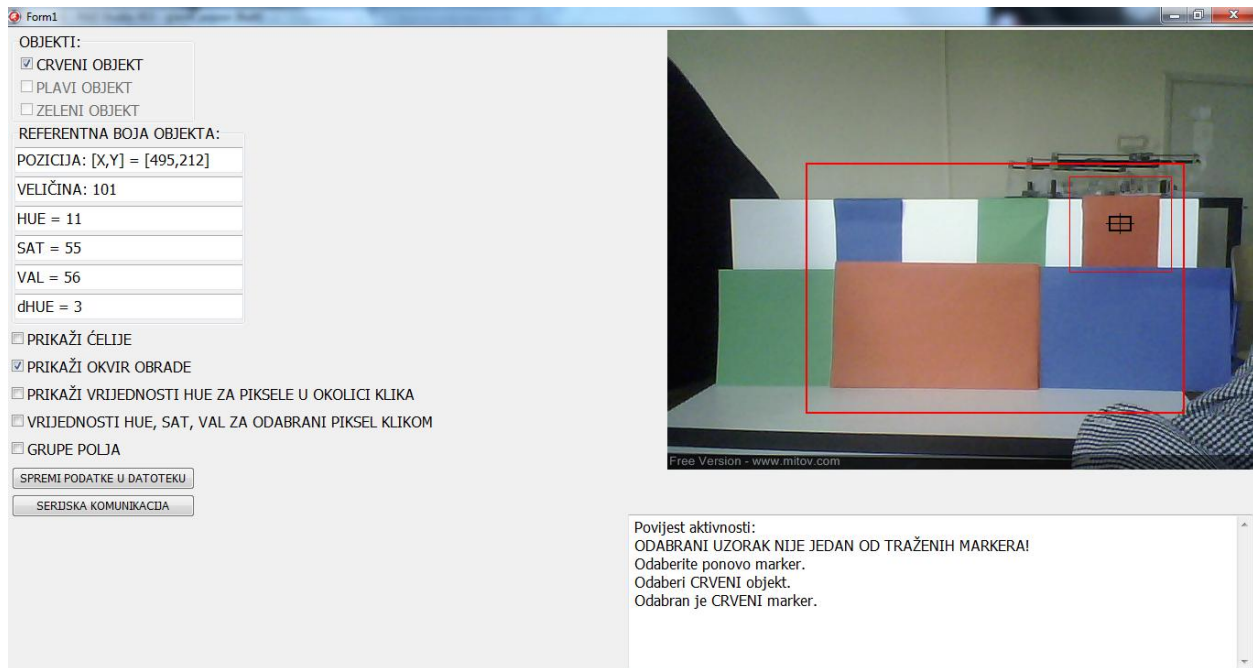 Form1
OBJEKTI:
CRVENI OBJEKT
PLAVI OBJEKT
ZELENI OBJEKT
REFERENTNA BOJA OBJEKTA:
POZICIJA: [X,Y] = [495,212]
VELIČINA: 101
HUE = 11
SAT = 55
VAL = 56
dHUE = 3
PRIKAŽI ĆELIJE
PRIKAŽI OKVIR OBRADE
PRIKAŽI VRIJEDNOSTI HUE ZA PIKSELE U OKOLICI KLIKA
VRIJEDNOSTI HUE, SAT, VAL ZA ODABRANI PIKSEL KLIKOM
GRUPE POLJA
SPREMI PODATKE U DATOTEKU
SERIJSKA KOMUNIKACIJA
Free Version - www.mitov.com
Povijest aktivnosti:
ODABRANI UZORAK NIJE JEDAN OD TRAŽENIH MARKERA!
Odaberite ponovo marker.
Odaberi CRVENI objekt.
Odabran je CRVENI marker.